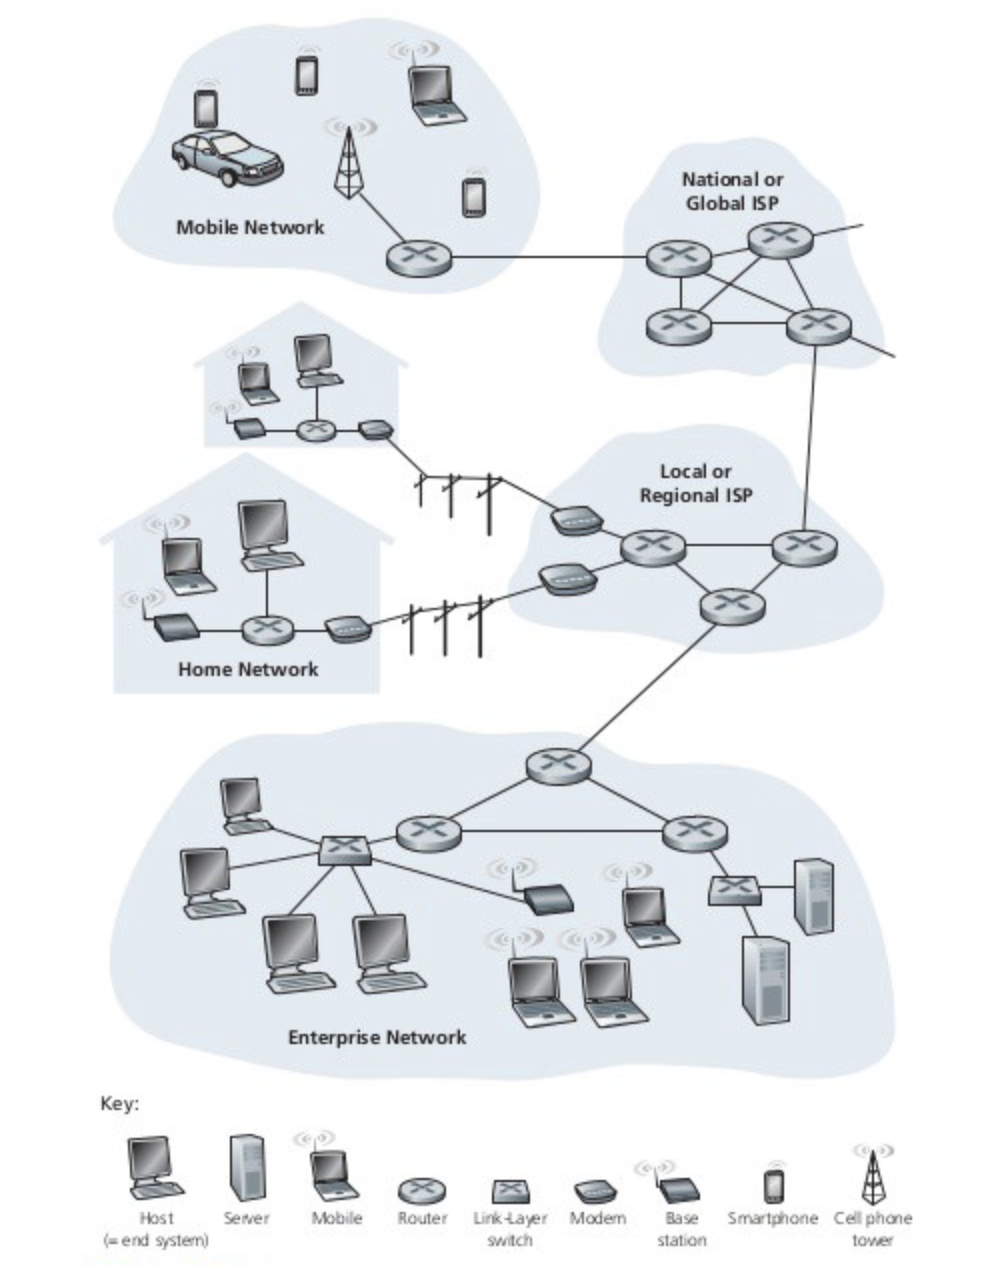 National or
Global ISP
Mobile Network
Local or
Regional ISP
Home Network
Enterprise Network
Key:
Host
(= end system)
Server
Mobile
Router
Link-Layer
switch
Modem
Base
station
Smartphone
Cell phone
tower